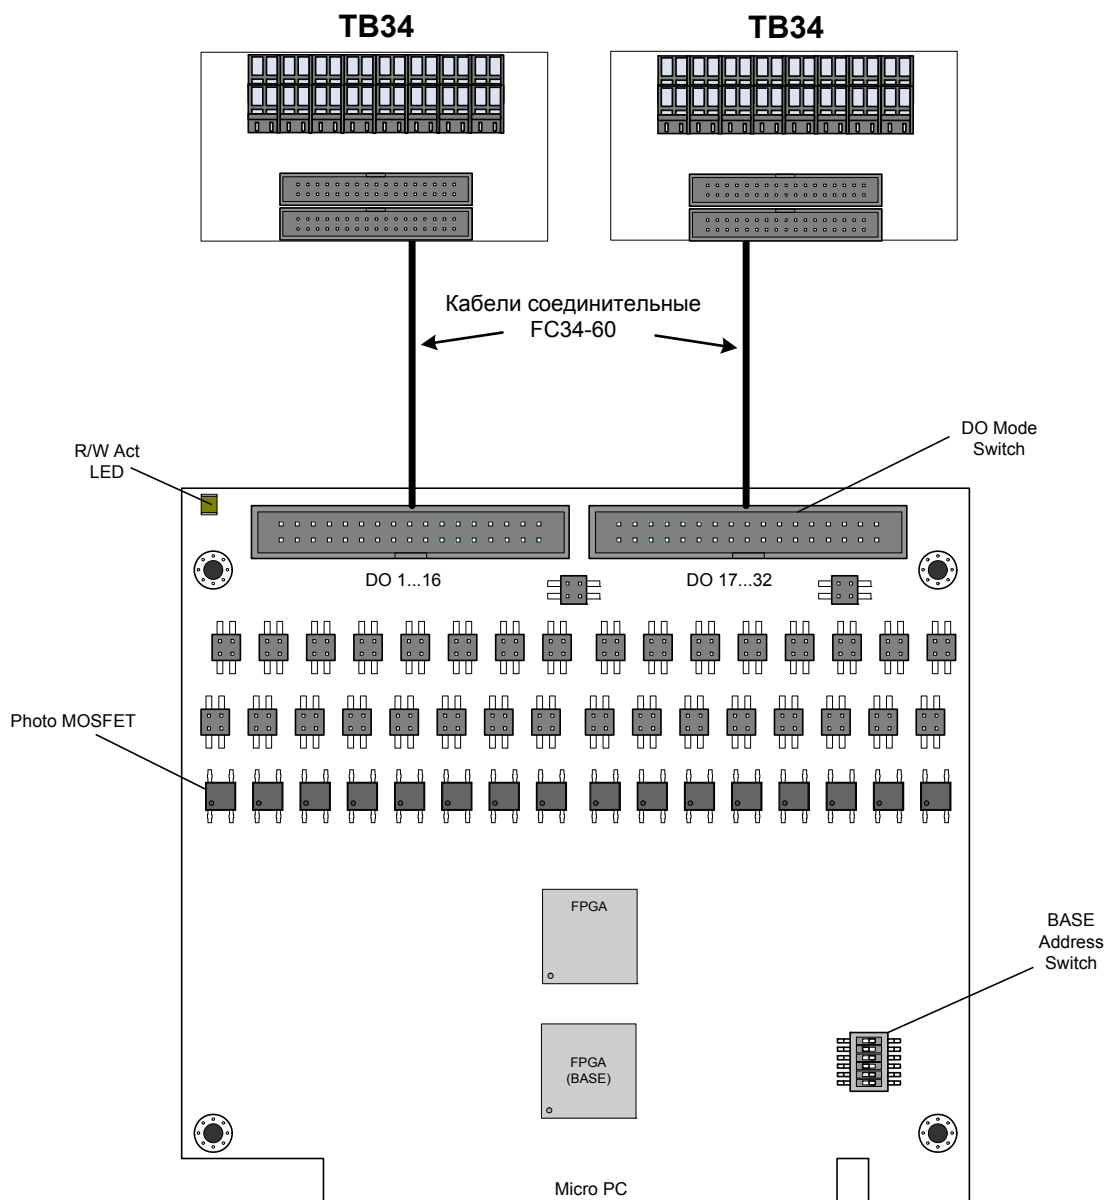 TB34
TB34
Кабели соединительные
FC34-60
DO Mode
Switch
R/W Act
LED
DO 1...16
DO 17...32
Photo MOSFET
FPGA
BASE
Address
Switch
FPGA
(BASE)
Micro PC